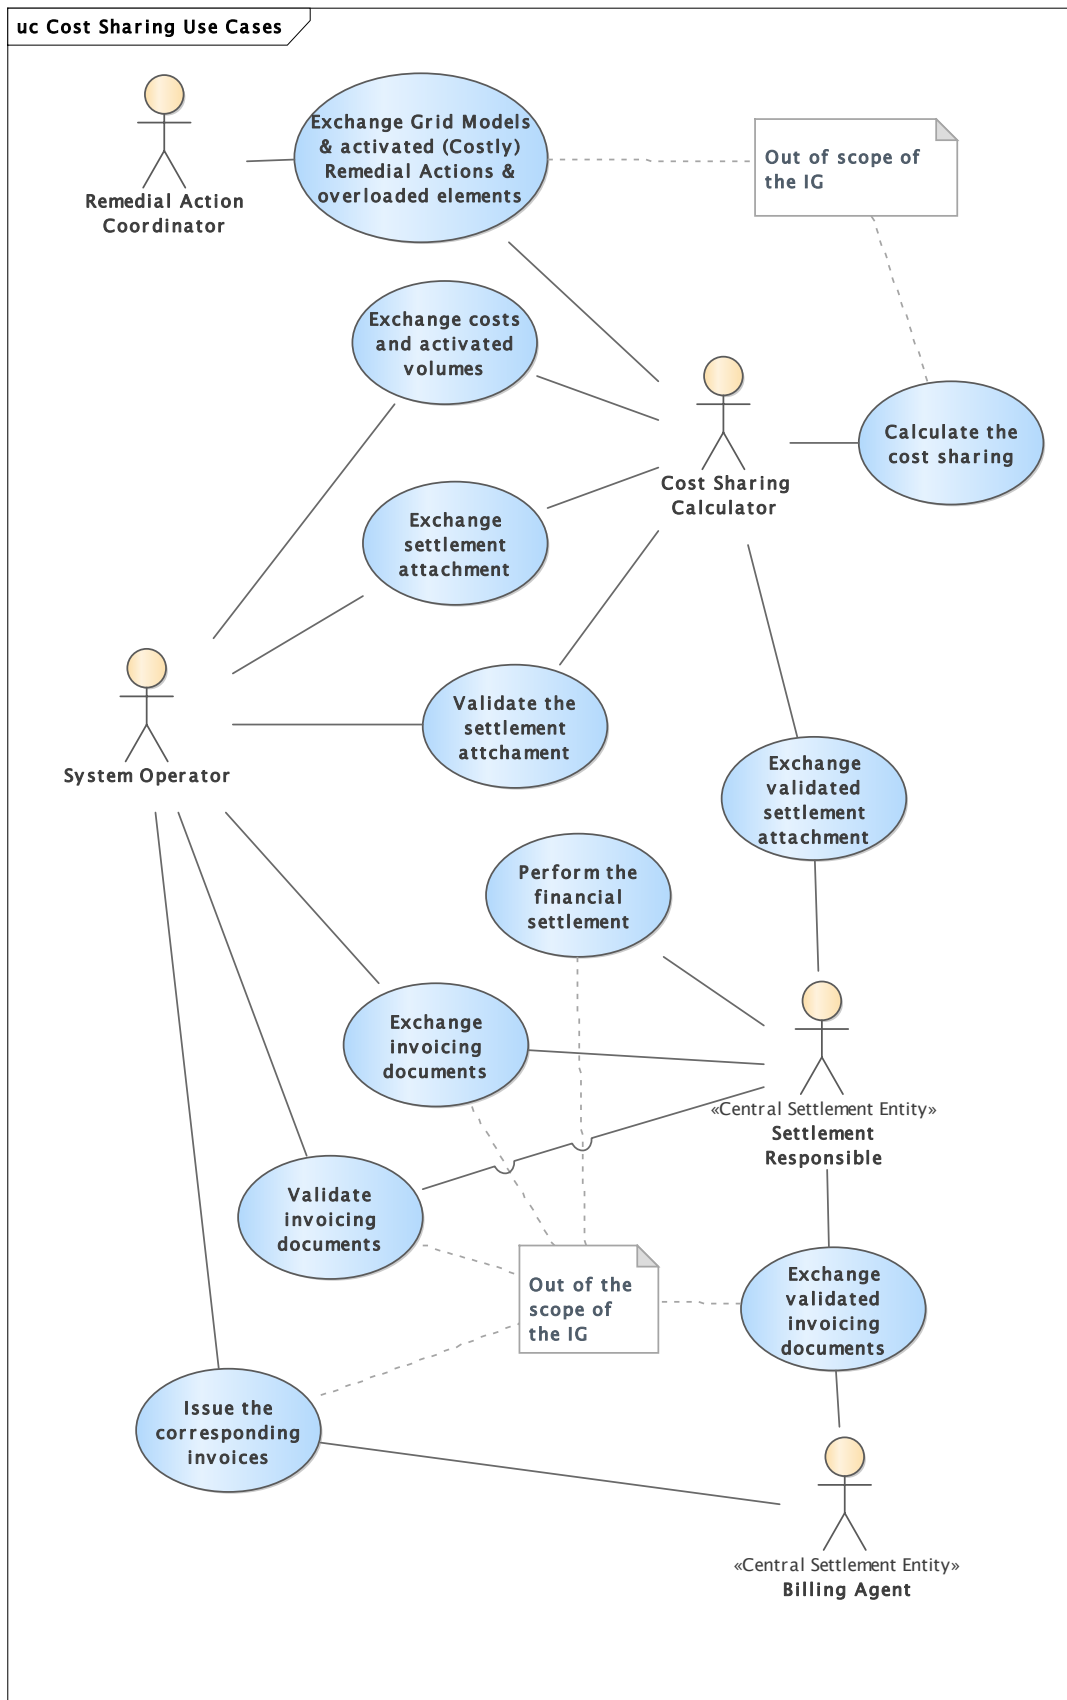 uc Cost Sharing Use Cases
Exchange Grid Models
& activated (Costly)
Remedial Actions &
overloaded elements
Out of scope of
the IG
Remedial Action
Coordinator
Exchange costs
and activated
volumes
Calculate the
cost sharing
Cost Sharing
Calculator
Exchange
settlement
attachment
Validate the
settlement
attchament
System Operator
Exchange
validated
settlement
attachment
Perform the
financial
settlement
Exchange
invoicing
documents
«Central Settlement Entity»
Settlement
Responsible
Validate
invoicing
documents
Out of the
scope of
the IG
Exchange
validated
invoicing
documents
Issue the
corresponding
invoices
«Central Settlement Entity»
Billing Agent